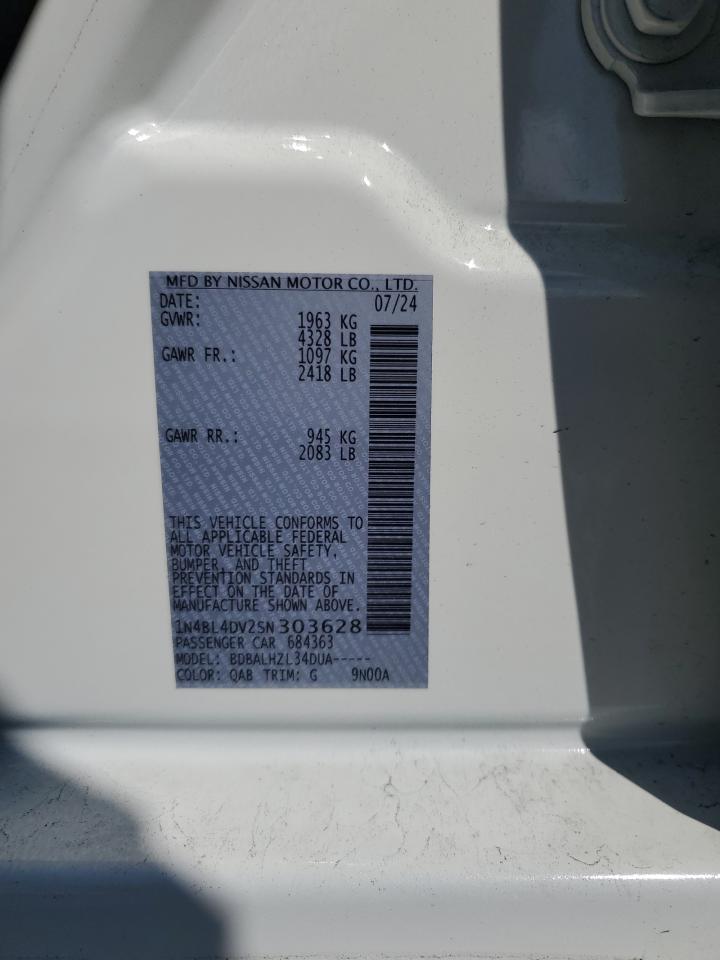 MFD BY NISSAN MOTOR CO., LTD.
DATE: 07/24
GVWR: 1963 KG
4328 LB
GAWR FR.: 1097 KG
2418 LB
GAWR RR.: 945 KG
2083 LB
THIS VEHICLE CONFORMS TO
ALL APPLICABLE FEDERAL
MOTOR VEHICLE SAFETY,
BUMPER, AND THEFT
PREVENTION STANDARDS IN
EFFECT ON THE DATE OF
MANUFACTURE SHOWN ABOVE.
1N4BL4DV2SN303628
PASSENGER CAR 684363
MODEL: BDBALHZL34DUA-----
COLOR: QAB TRIM: G 9N00A